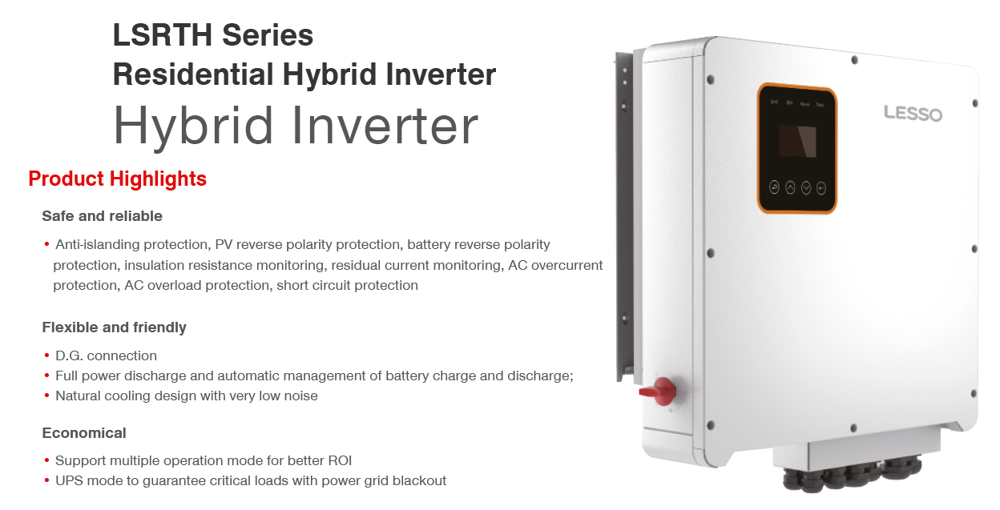 LSRTH Series
Residential Hybrid Inverter
Hybrid Inverter
Product Highlights
Safe and reliable
• Anti-islanding protection, PV reverse polarity protection, battery reverse polarity
protection, insulation resistance monitoring, residual current monitoring, AC overcurrent
protection, AC overload protection, short circuit protection
Flexible and friendly
• D.G. connection
• Full power discharge and automatic management of battery charge and discharge;
• Natural cooling design with very low noise
Economical
• Support multiple operation mode for better ROI
• UPS mode to guarantee critical loads with power grid blackout
LESSO